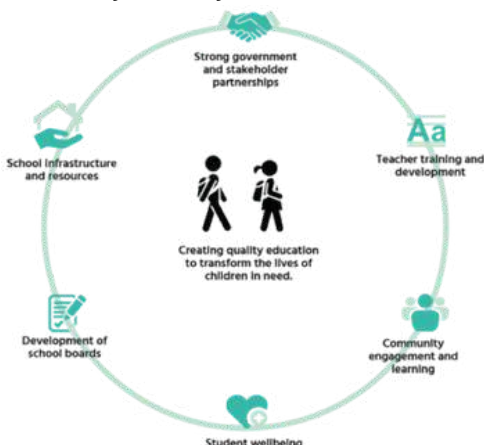 Strong government
and stakeholder
partnerships
Aa
Teacher training and
development
School infrastructure
and resources
Creating quality education
to transform the lives of
children in need.
Development of
school boards
Community
engagement and
learning
Student wellbeing